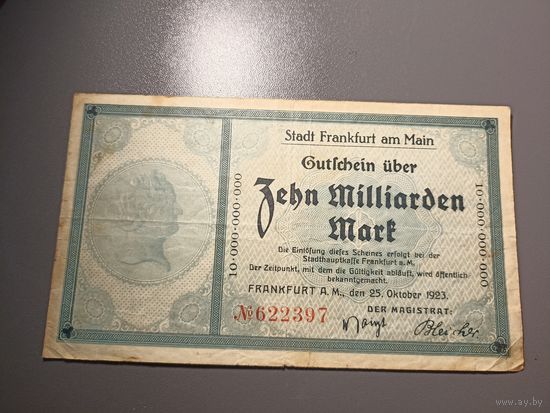 Stadt Frankfurt am Main
Gutschein über
Zehn Milliarden
Mark
10·000·000·000
10·000·000·000
Die Einlösung dieses Scheines erfolgt bei der
Stadthauptkasse Frankfurt a. M.
Der Zeitpunkt, mit dem die Gültigkeit abläuft, wird öffentlich
bekanntgemacht.
FRANKFURT A. M., den 25. Oktober 1923.
DER MAGISTRAT:
№622397
www.ay.by